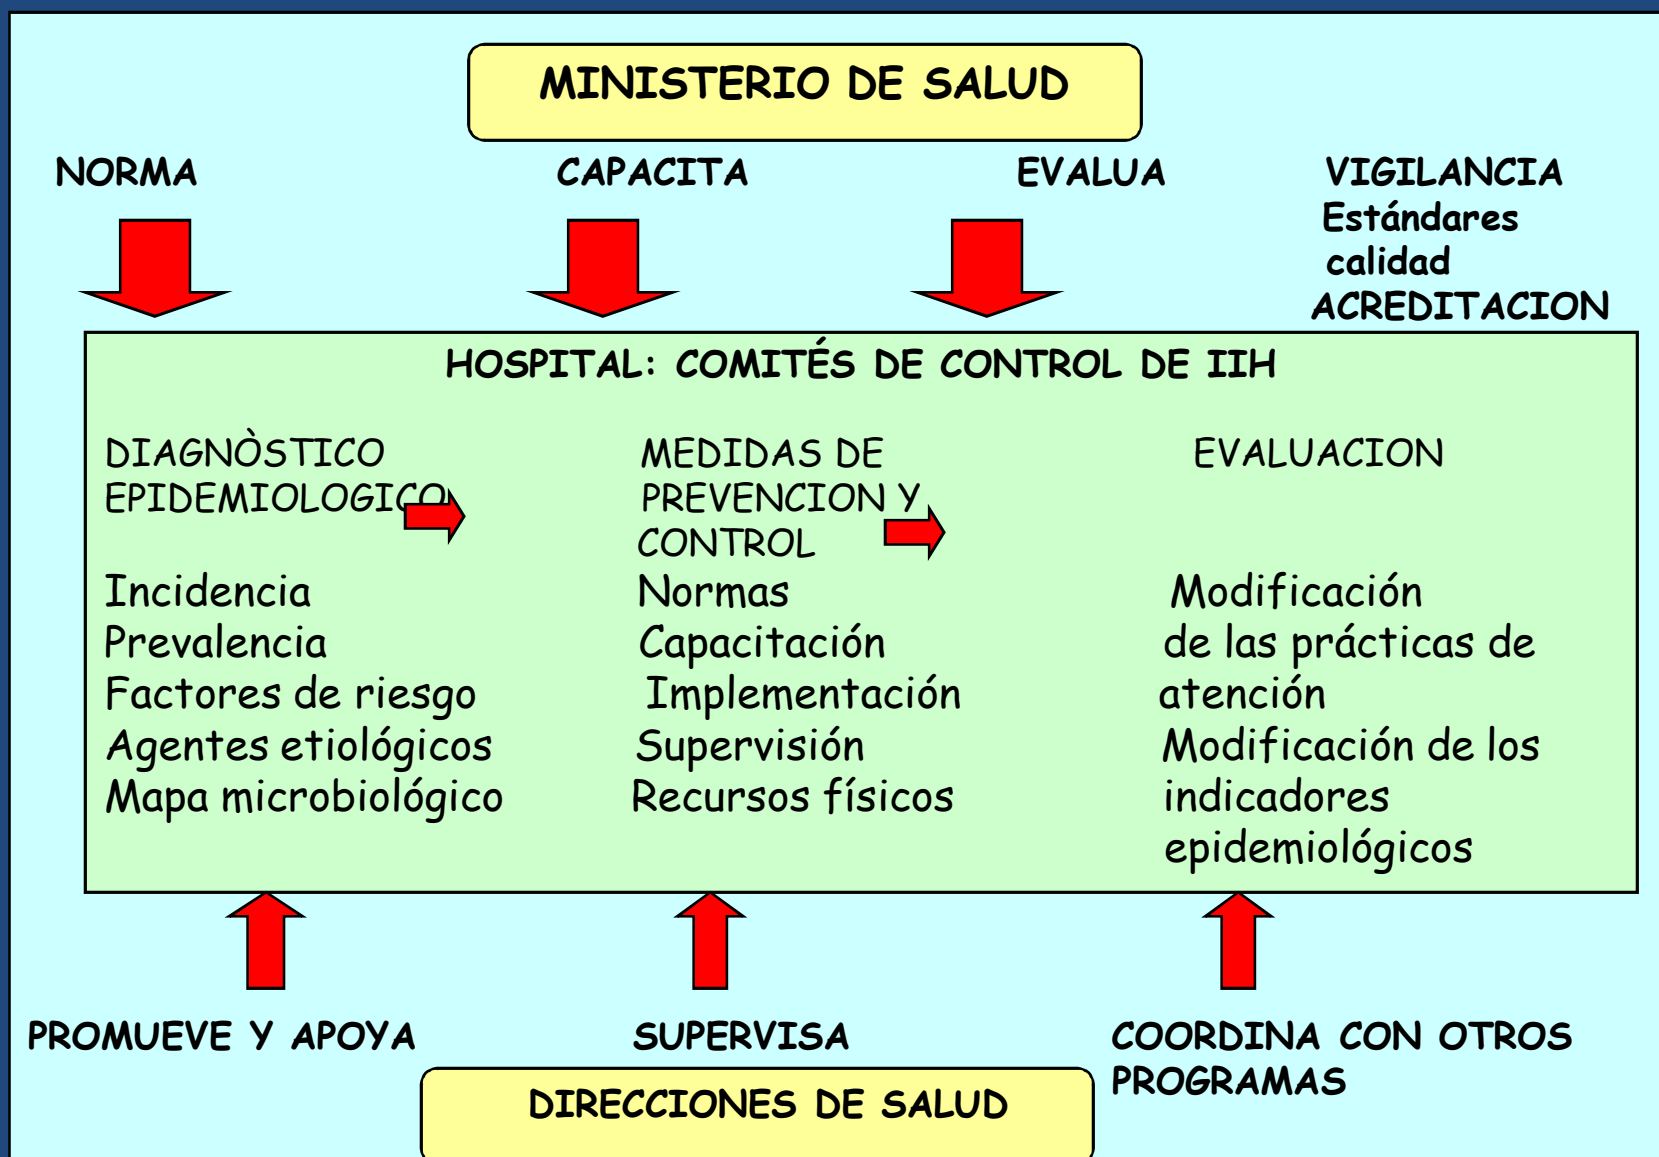 MINISTERIO DE SALUD
NORMA
CAPACITA
EVALUA
VIGILANCIA
Estándares
calidad
ACREDITACION
HOSPITAL: COMITÉS DE CONTROL DE IIH
DIAGNÒSTICO
EPIDEMIOLOGICO
Incidencia
Prevalencia
Factores de riesgo
Agentes etiológicos
Mapa microbiológico
MEDIDAS DE
PREVENCION Y
CONTROL
Normas
Capacitación
Implementación
Supervisión
Recursos físicos
EVALUACION
Modificación
de las prácticas de
atención
Modificación de los
indicadores
epidemiológicos
PROMUEVE Y APOYA
SUPERVISA
COORDINA CON OTROS
PROGRAMAS
DIRECCIONES DE SALUD